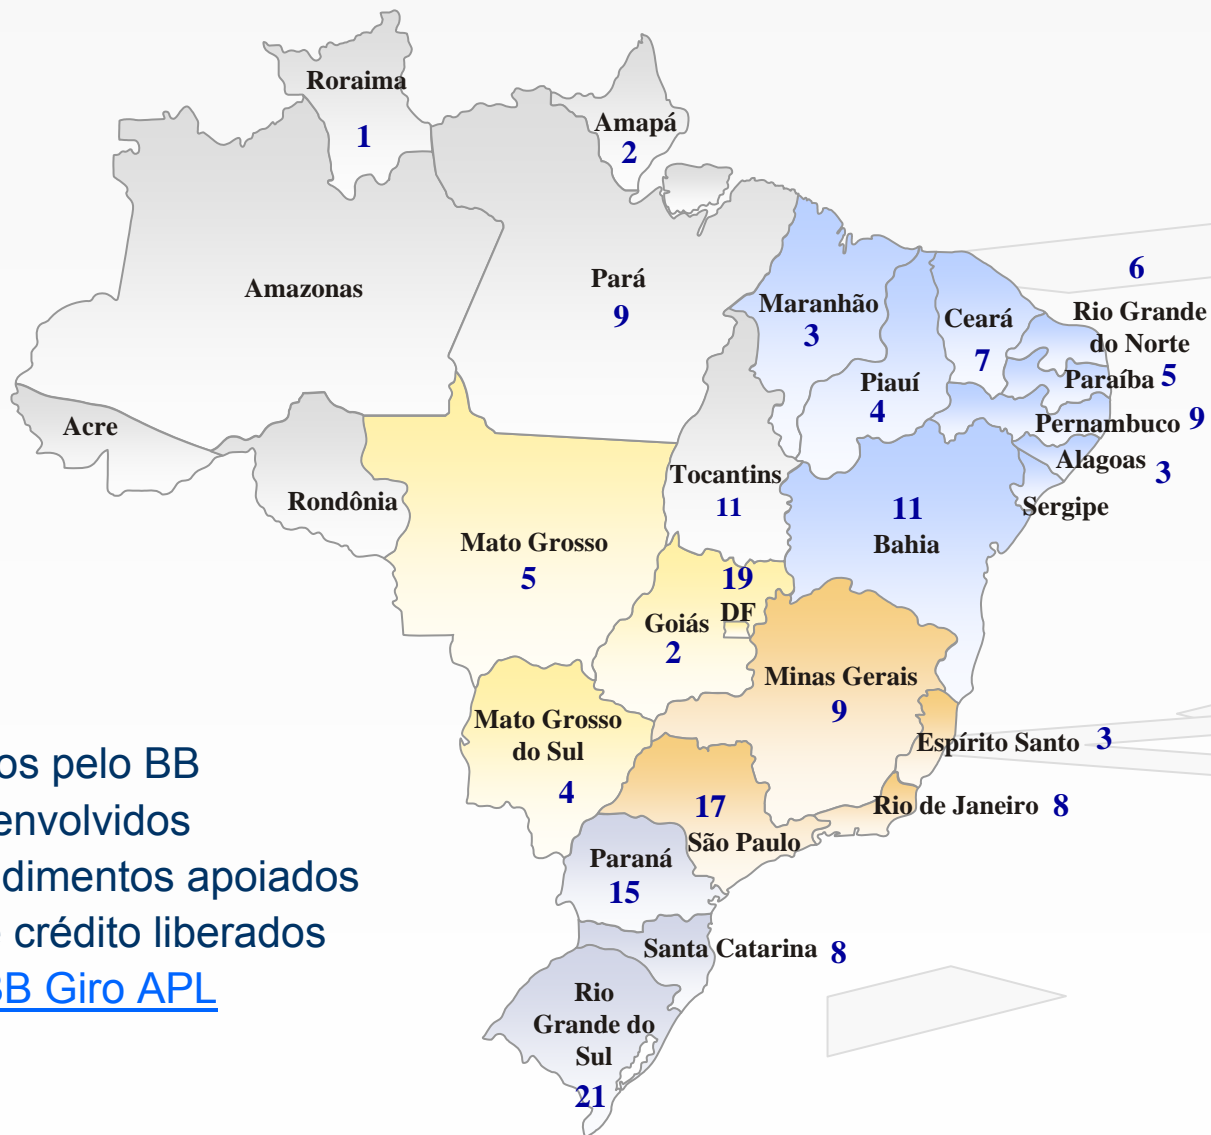 Roraima
1
Amapá
2
Amazonas
Pará
9
Maranhão
3
Piauí
4
Ceará
7
6
Rio Grande
do Norte
Paraíba 5
Pernambuco 9
Alagoas 3
Sergipe
Acre
Rondônia
Tocantins
11
11
Bahia
Mato Grosso
5
19
DF
Goiás
2
Minas Gerais
9
Espírito Santo 3
Mato Grosso
do Sul
4
17
São Paulo
Rio de Janeiro 8
Paraná
15
Santa Catarina 8
Rio
Grande do
Sul
21
os pelo BB
envolvidos
dimentos apoiados
crédito liberados
BB Giro APL